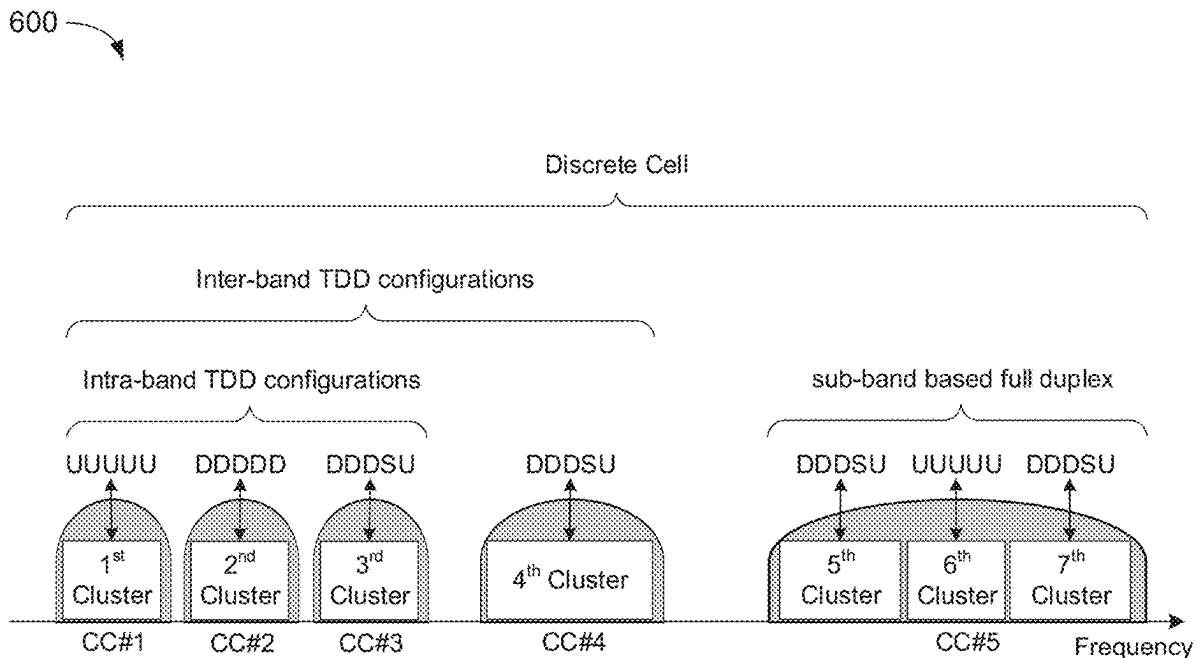 600
Discrete Cell
Inter-band TDD configurations
Intra-band TDD configurations
sub-band based full duplex
UUUUU DDDDD DDDSU DDDSU DDDSU UUUUU DDDSU
1st Cluster
2nd Cluster
3rd Cluster
4th Cluster
5th Cluster
6th Cluster
7th Cluster
CC#1 CC#2 CC#3 CC#4 CC#5
Frequency